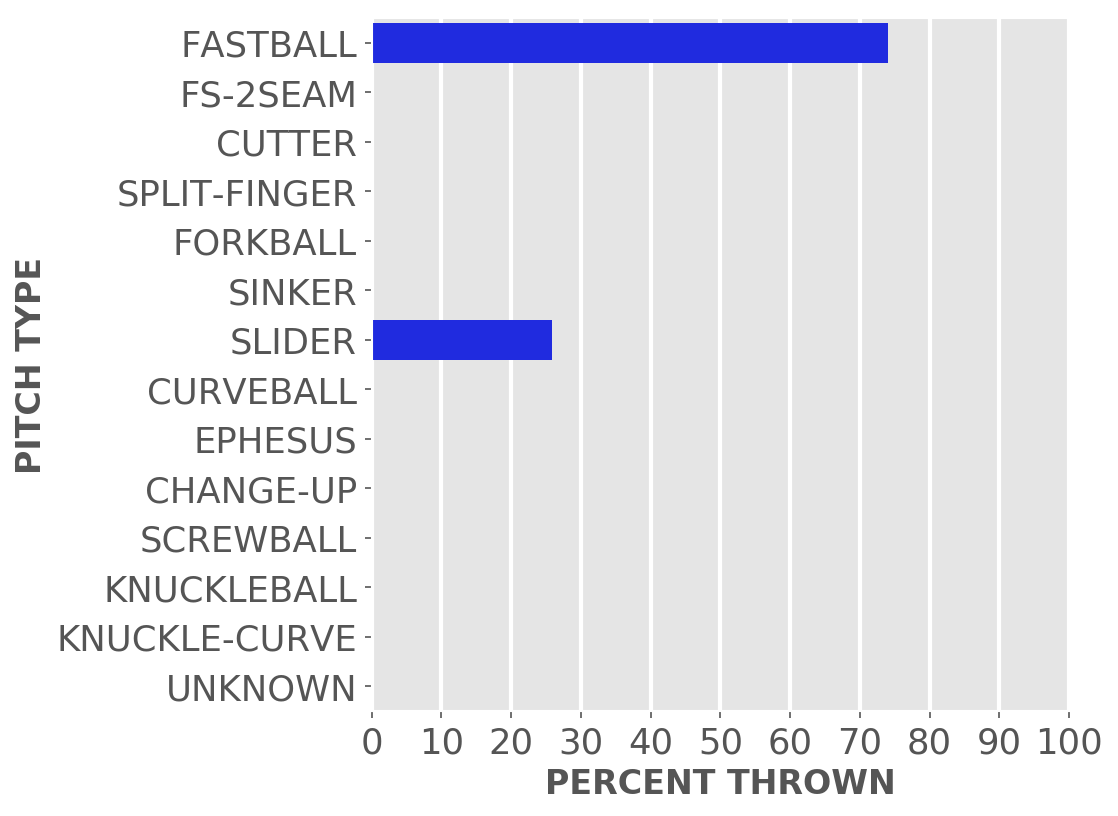 FASTBALL
FS-2SEAM
CUTTER
SPLIT-FINGER
FORKBALL
SINKER
SLIDER
CURVEBALL
EPHESUS
CHANGE-UP
SCREWBALL
KNUCKLEBALL
KNUCKLE-CURVE
UNKNOWN
PITCH TYPE
0 10 20 30 40 50 60 70 80 90 100
PERCENT THROWN